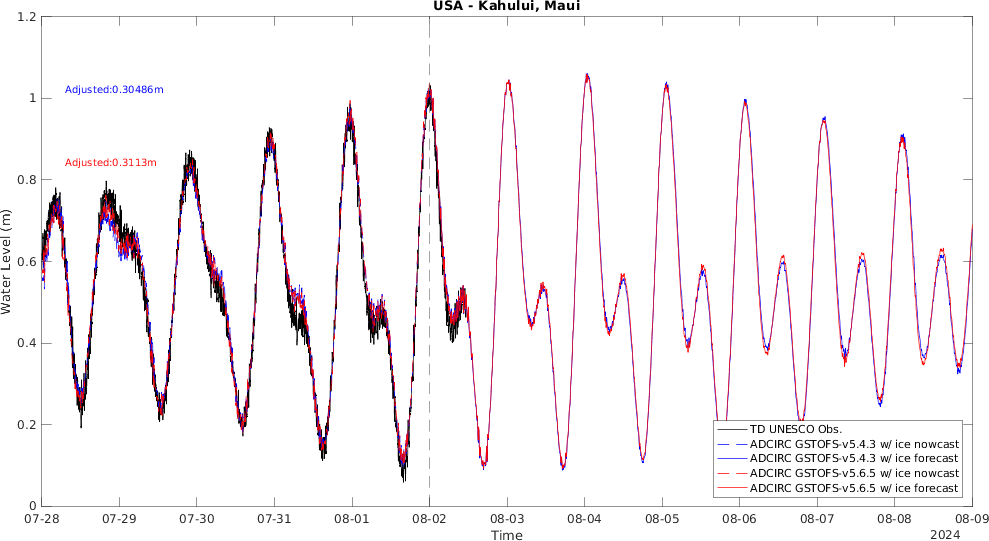 USA - Kahului, Maui
1.2
1
0.8
0.6
0.4
0.2
0
Water Level (m)
Adjusted:0.30486m
Adjusted:0.3113m
TD UNESCO Obs.
ADCIRC GSTOFS-v5.4.3 w/ ice nowcast
ADCIRC GSTOFS-v5.4.3 w/ ice forecast
ADCIRC GSTOFS-v5.6.5 w/ ice nowcast
ADCIRC GSTOFS-v5.6.5 w/ ice forecast
07-28 07-29 07-30 07-31 08-01 08-02 08-03 08-04 08-05 08-06 08-07 08-08 08-09
Time
2024